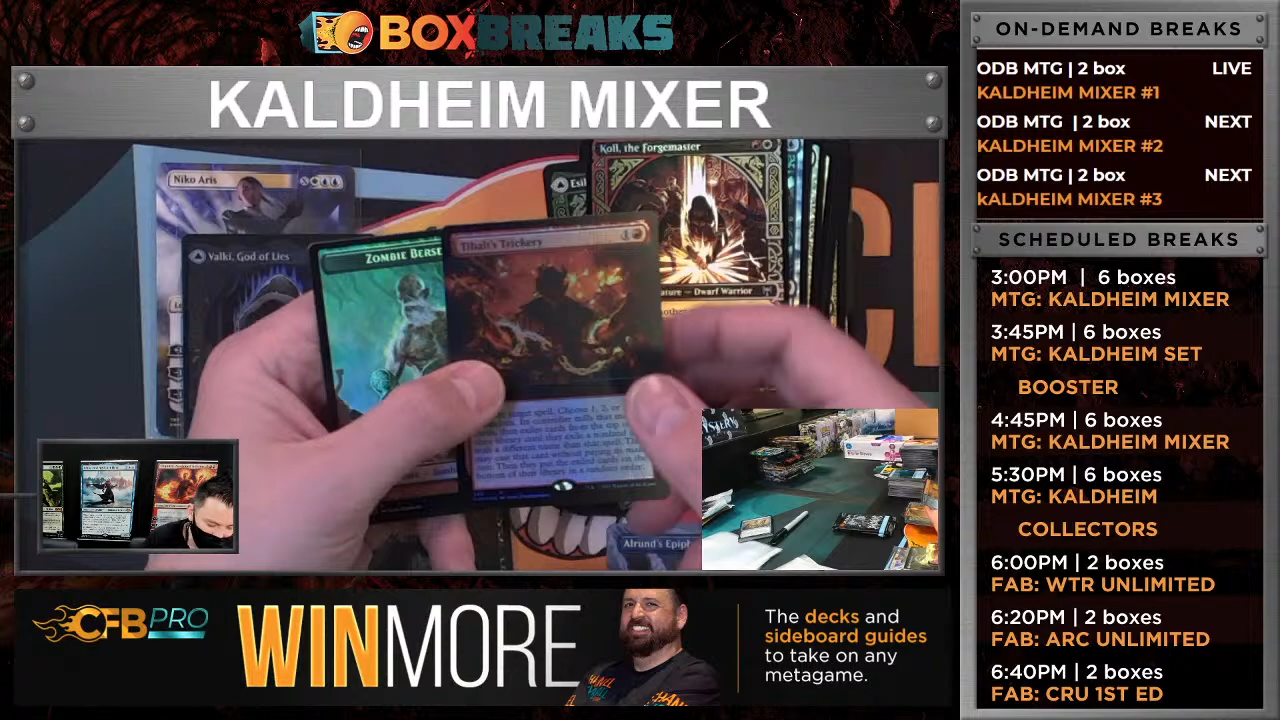 BOXBREAKS
KALDHEIM MIXER
Niko Aris
Valki, God of Lies
ZOMBIE BERSE
Tibalt's Trickery
Koll, the Forgemaster
Esi
Dwarf Warrior
Alrund's Epiph
CFBPRO
WINMORE
The decks and
sideboard guides
to take on any
metagame.
ON-DEMAND BREAKS
ODB MTG | 2 box LIVE
KALDHEIM MIXER #1
ODB MTG | 2 box NEXT
KALDHEIM MIXER #2
ODB MTG | 2 box NEXT
kALDHEIM MIXER #3
SCHEDULED BREAKS
3:00PM | 6 boxes
MTG: KALDHEIM MIXER
3:45PM | 6 boxes
MTG: KALDHEIM SET
BOOSTER
4:45PM | 6 boxes
MTG: KALDHEIM MIXER
5:30PM | 6 boxes
MTG: KALDHEIM
COLLECTORS
6:00PM | 2 boxes
FAB: WTR UNLIMITED
6:20PM | 2 boxes
FAB: ARC UNLIMITED
6:40PM | 2 boxes
FAB: CRU 1ST ED